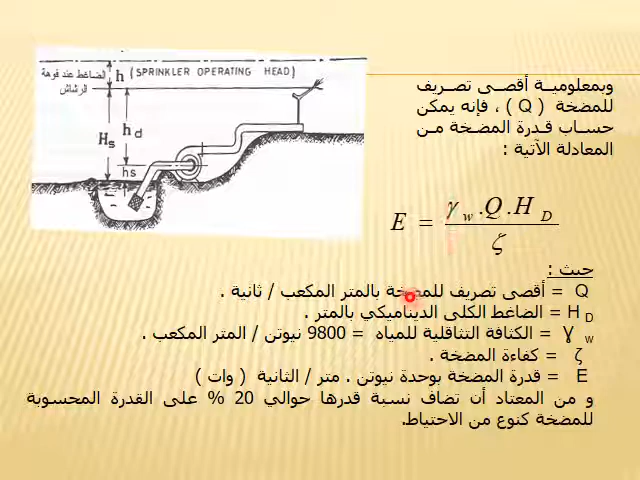 الضاغط عند فوهة
الرشاش
h (SPRINKLER OPERATING HEAD)
Hs
hd
hs
وبمعلومية أقصى تصريف
للمضخة ( Q ) ، فإنه يمكن
حساب قدرة المضخة من
المعادلة الآتية :
E = γw .Q .H D / ζ
حيث :
Q = أقصى تصريف للمضخة بالمتر المكعب / ثانية .
H D = الضاغط الكلى الديناميكي بالمتر .
Ɣ w = الكثافة التثاقلية للمياه = 9800 نيوتن / المتر المكعب .
ζ = كفاءة المضخة .
E = قدرة المضخة بوحدة نيوتن . متر / الثانية ( وات )
و من المعتاد أن تضاف نسبة قدرها حوالي 20 % على القدرة المحسوبة
للمضخة كنوع من الاحتياط.